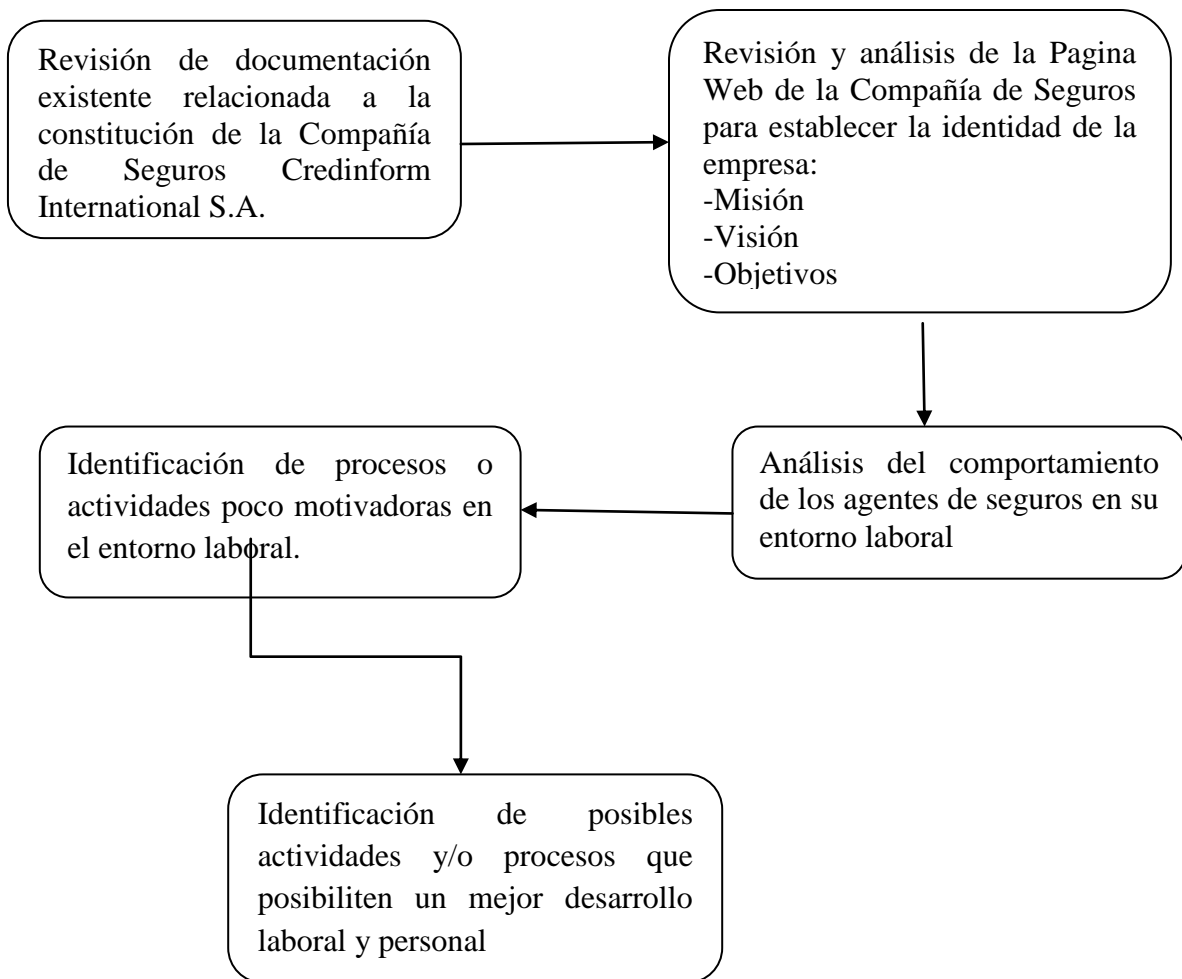 Revisión de documentación
existente relacionada a la
constitución de la Compañía
de Seguros Credinform
International S.A.
Revisión y análisis de la Pagina
Web de la Compañía de Seguros
para establecer la identidad de la
empresa:
-Misión
-Visión
-Objetivos
Análisis del comportamiento
de los agentes de seguros en su
entorno laboral
Identificación de procesos o
actividades poco motivadoras en
el entorno laboral.
Identificación de posibles
actividades y/o procesos que
posibiliten un mejor desarrollo
laboral y personal